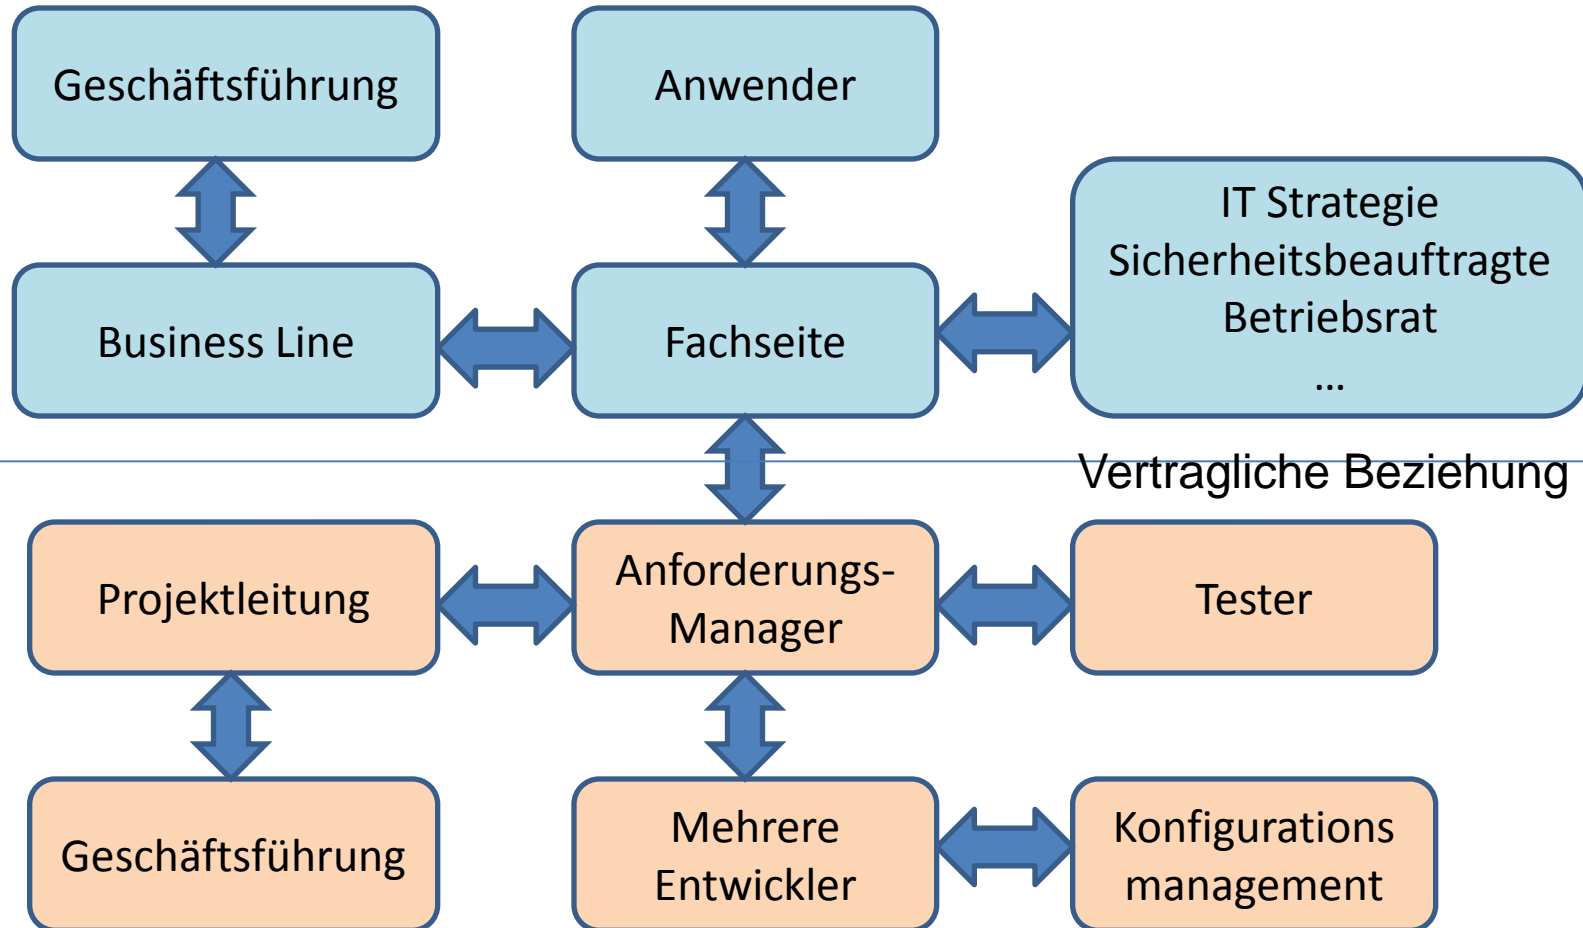 Geschäftsführung
Anwender
IT Strategie
Sicherheitsbeauftragte
Betriebsrat
...
Business Line
Fachseite
Vertragliche Beziehung
Projektleitung
Anforderungs-
Manager
Tester
Geschäftsführung
Mehrere
Entwickler
Konfigurations
management